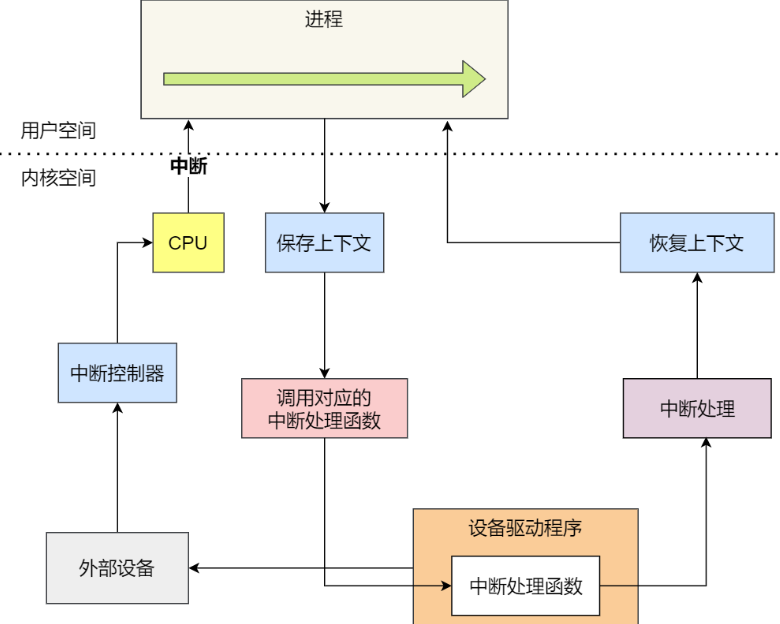 进程
用户空间
中断
内核空间
CPU
保存上下文
恢复上下文
中断控制器
调用对应的
中断处理函数
中断处理
设备驱动程序
外部设备
中断处理函数